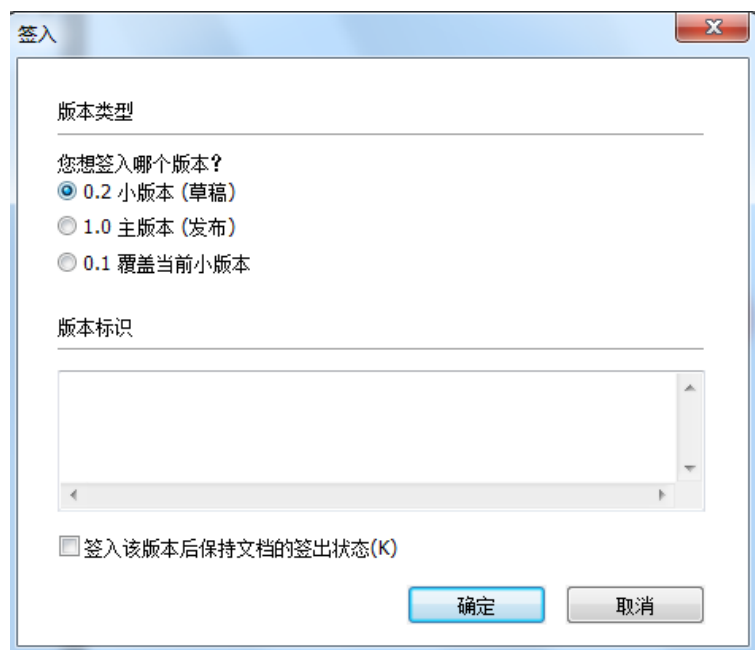 签入
版本类型
您想签入哪个版本?
0.2 小版本 (草稿)
1.0 主版本 (发布)
0.1 覆盖当前小版本
版本标识
签入该版本后保持文档的签出状态(K)
确定
取消